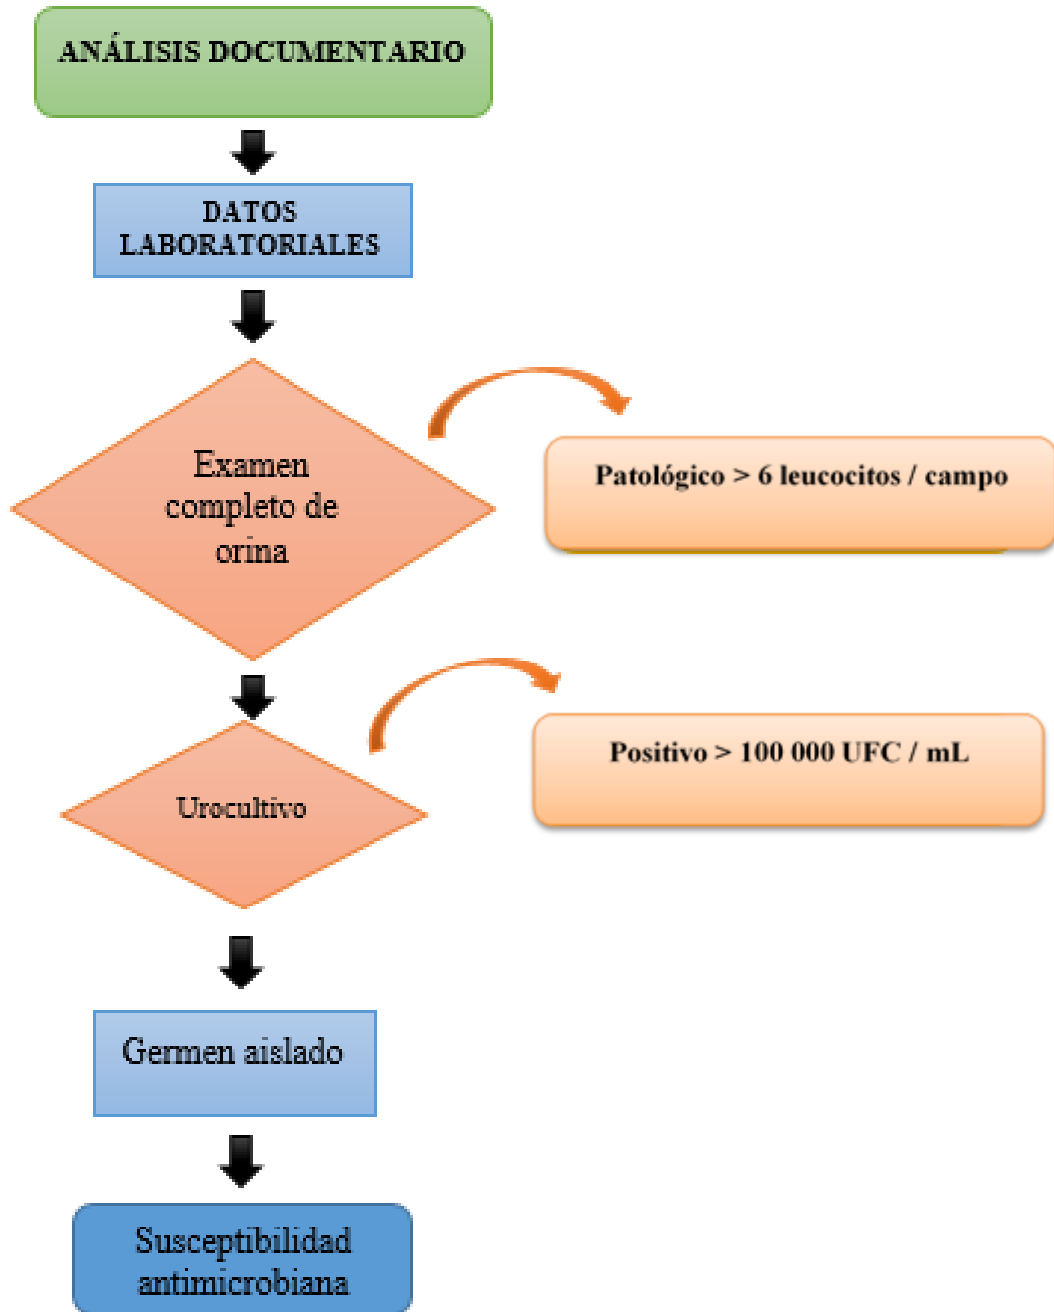 ANÁLISIS DOCUMENTARIO
DATOS
LABORATORIALES
Examen
completo de
orina
Patológico > 6 leucocitos / campo
Urocultivo
Positivo > 100 000 UFC / mL
Germen aislado
Susceptibilidad
antimicrobiana